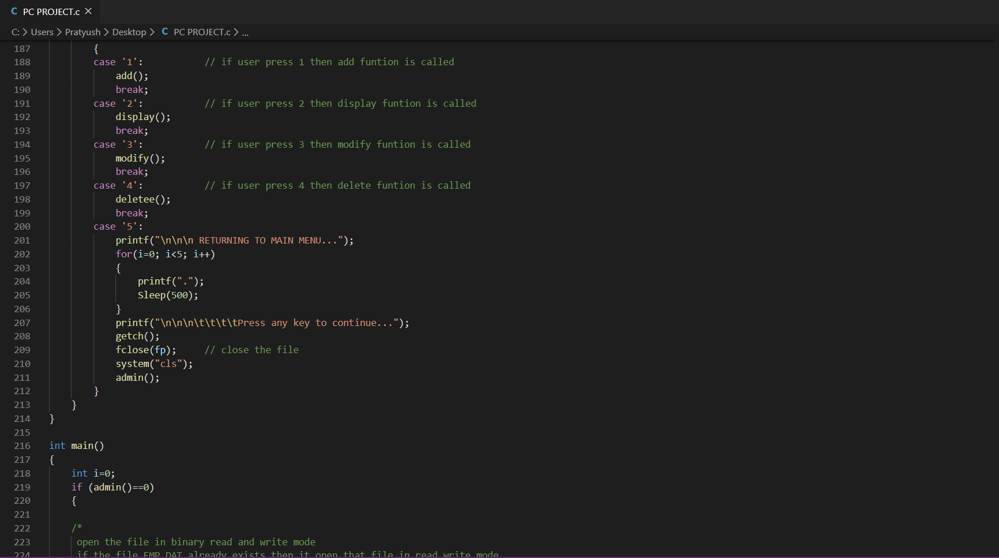 C PC PROJECT.c ×
C: > Users > Pratyush > Desktop > C PC PROJECT.c > ...
187 {
188 case '1': // if user press 1 then add funtion is called
189 add();
190 break;
191 case '2': // if user press 2 then display funtion is called
192 display();
193 break;
194 case '3': // if user press 3 then modify funtion is called
195 modify();
196 break;
197 case '4': // if user press 4 then delete funtion is called
198 deletee();
199 break;
200 case '5':
201 printf("\n\n\n RETURNING TO MAIN MENU...");
202 for(i=0; i<5; i++)
203 {
204 printf(".");
205 Sleep(500);
206 }
207 printf("\n\n\n\t\t\t\tPress any key to continue...");
208 getch();
209 fclose(fp); // close the file
210 system("cls");
211 admin();
212 }
213 }
214 }
215
216 int main()
217 {
218 int i=0;
219 if (admin()==0)
220 {
221
222 /*
223 open the file in binary read and write mode
224 if the file EMP.DAT already exists then it open that file in read write mode